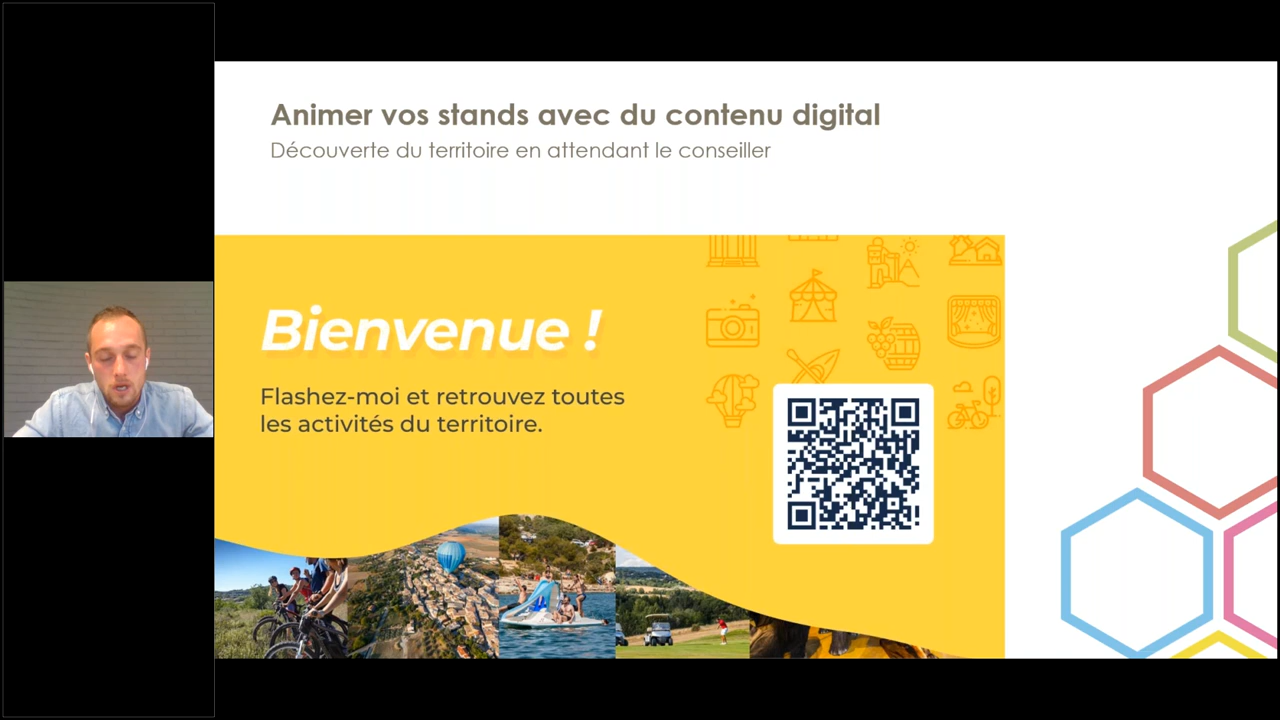 Animer vos stands avec du contenu digital
Découverte du territoire en attendant le conseiller
Bienvenue !
Flashez-moi et retrouvez toutes
les activités du territoire.